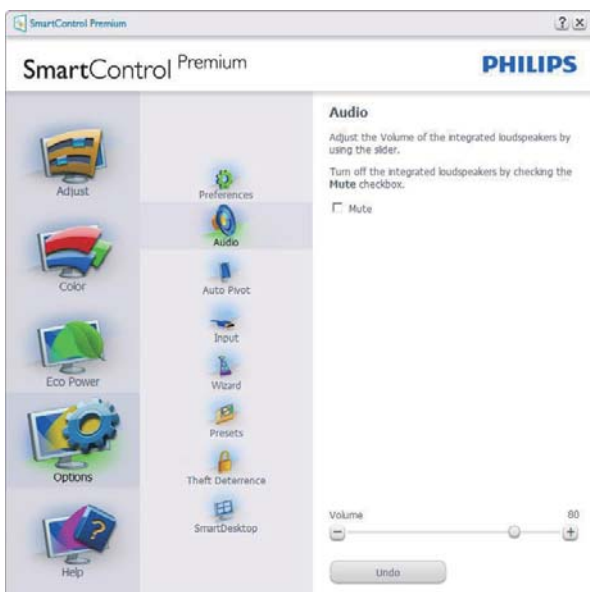 SmartControl Premium
? X
SmartControl Premium
PHILIPS
Adjust
Color
Eco Power
Options
?
Help
Preferences
Audio
Auto Pivot
Input
Wizard
Presets
Theft Deterrence
SmartDesktop
Audio
Adjust the Volume of the integrated loudspeakers by
using the slider.
Turn off the integrated loudspeakers by checking the
Mute checkbox.
Mute
Volume 80
Undo